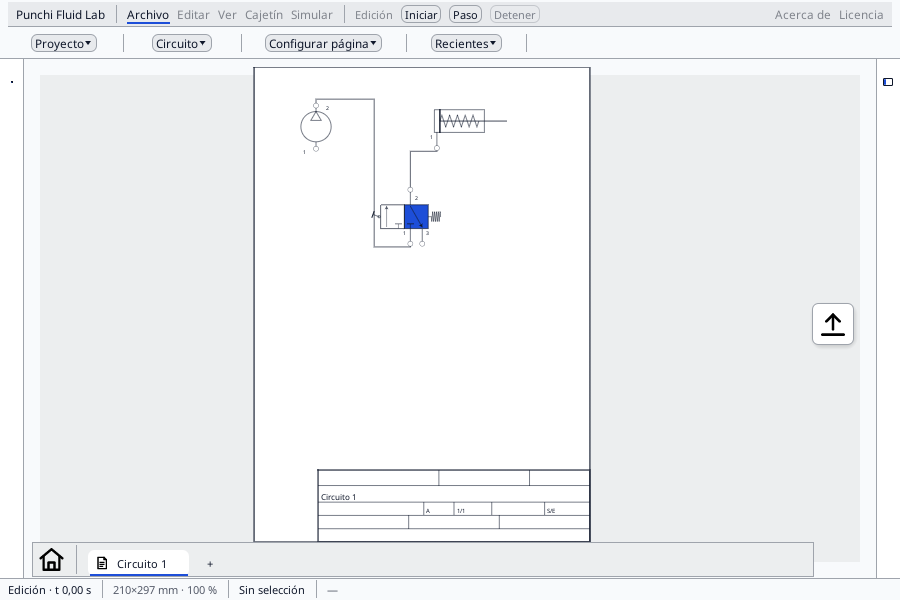 Punchi Fluid Lab Archivo Editar Ver Cajetín Simular Edición Iniciar Paso Detener Acerca de Licencia
Proyecto Circuito Configurar página Recientes
2
1
1
2
1 3
Circuito 1
A 1/1 S/E
Circuito 1 +
Edición · t 0,00 s 210×297 mm · 100 % Sin selección —